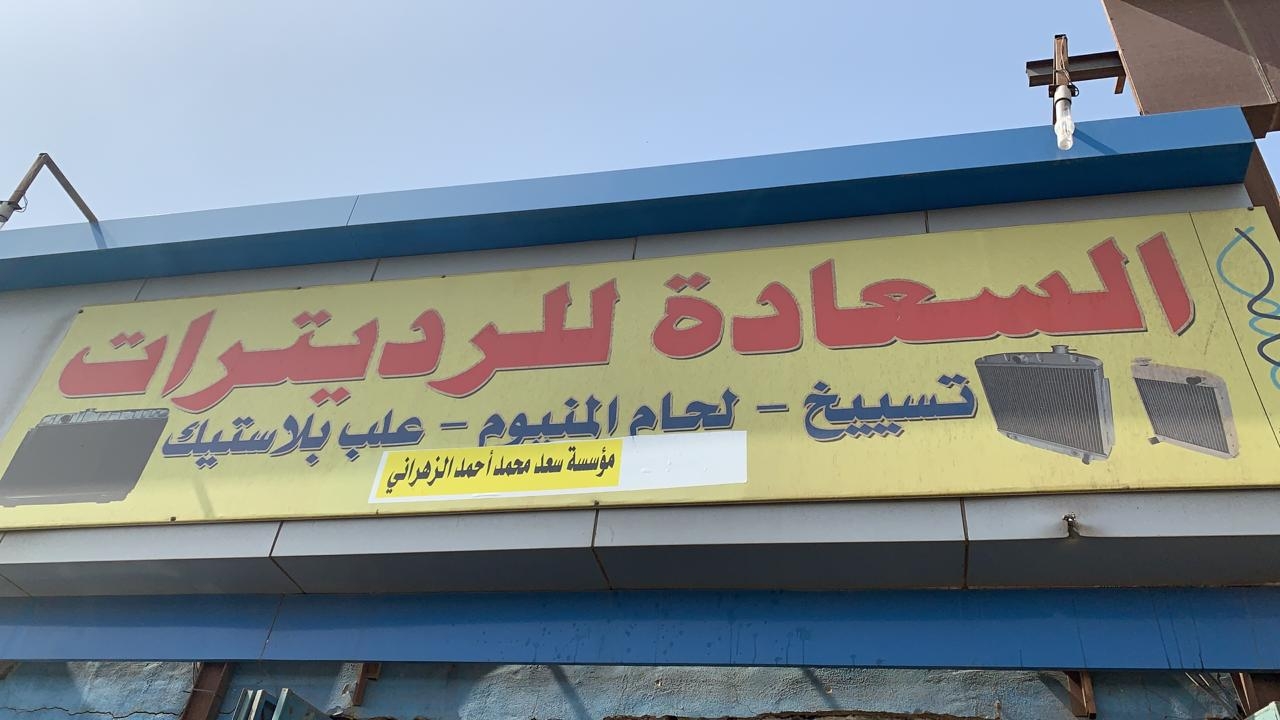 السعادة للرديترات
تسييخ - لحام المنيوم - علب بلاستيك
مؤسسة سعد محمد أحمد الزهراني